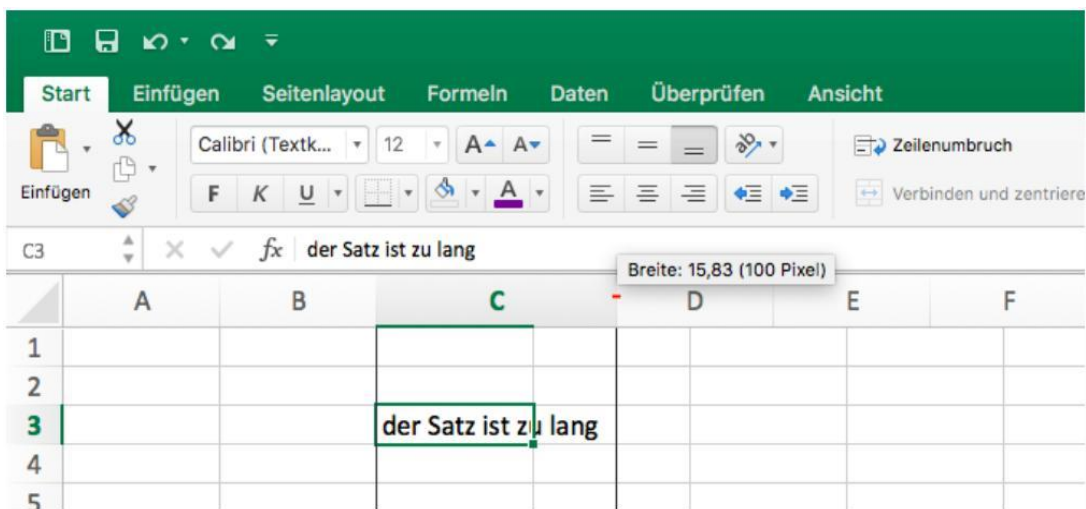 Start Einfügen Seitenlayout Formeln Daten Überprüfen Ansicht
Calibri (Textk... 12 A A Zeilenumbruch
Einfügen F K U A Verbinden und zentriere
C3 fx der Satz ist zu lang
Breite: 15,83 (100 Pixel)
A B C D E F
1
2
3 der Satz ist zu lang
4
5